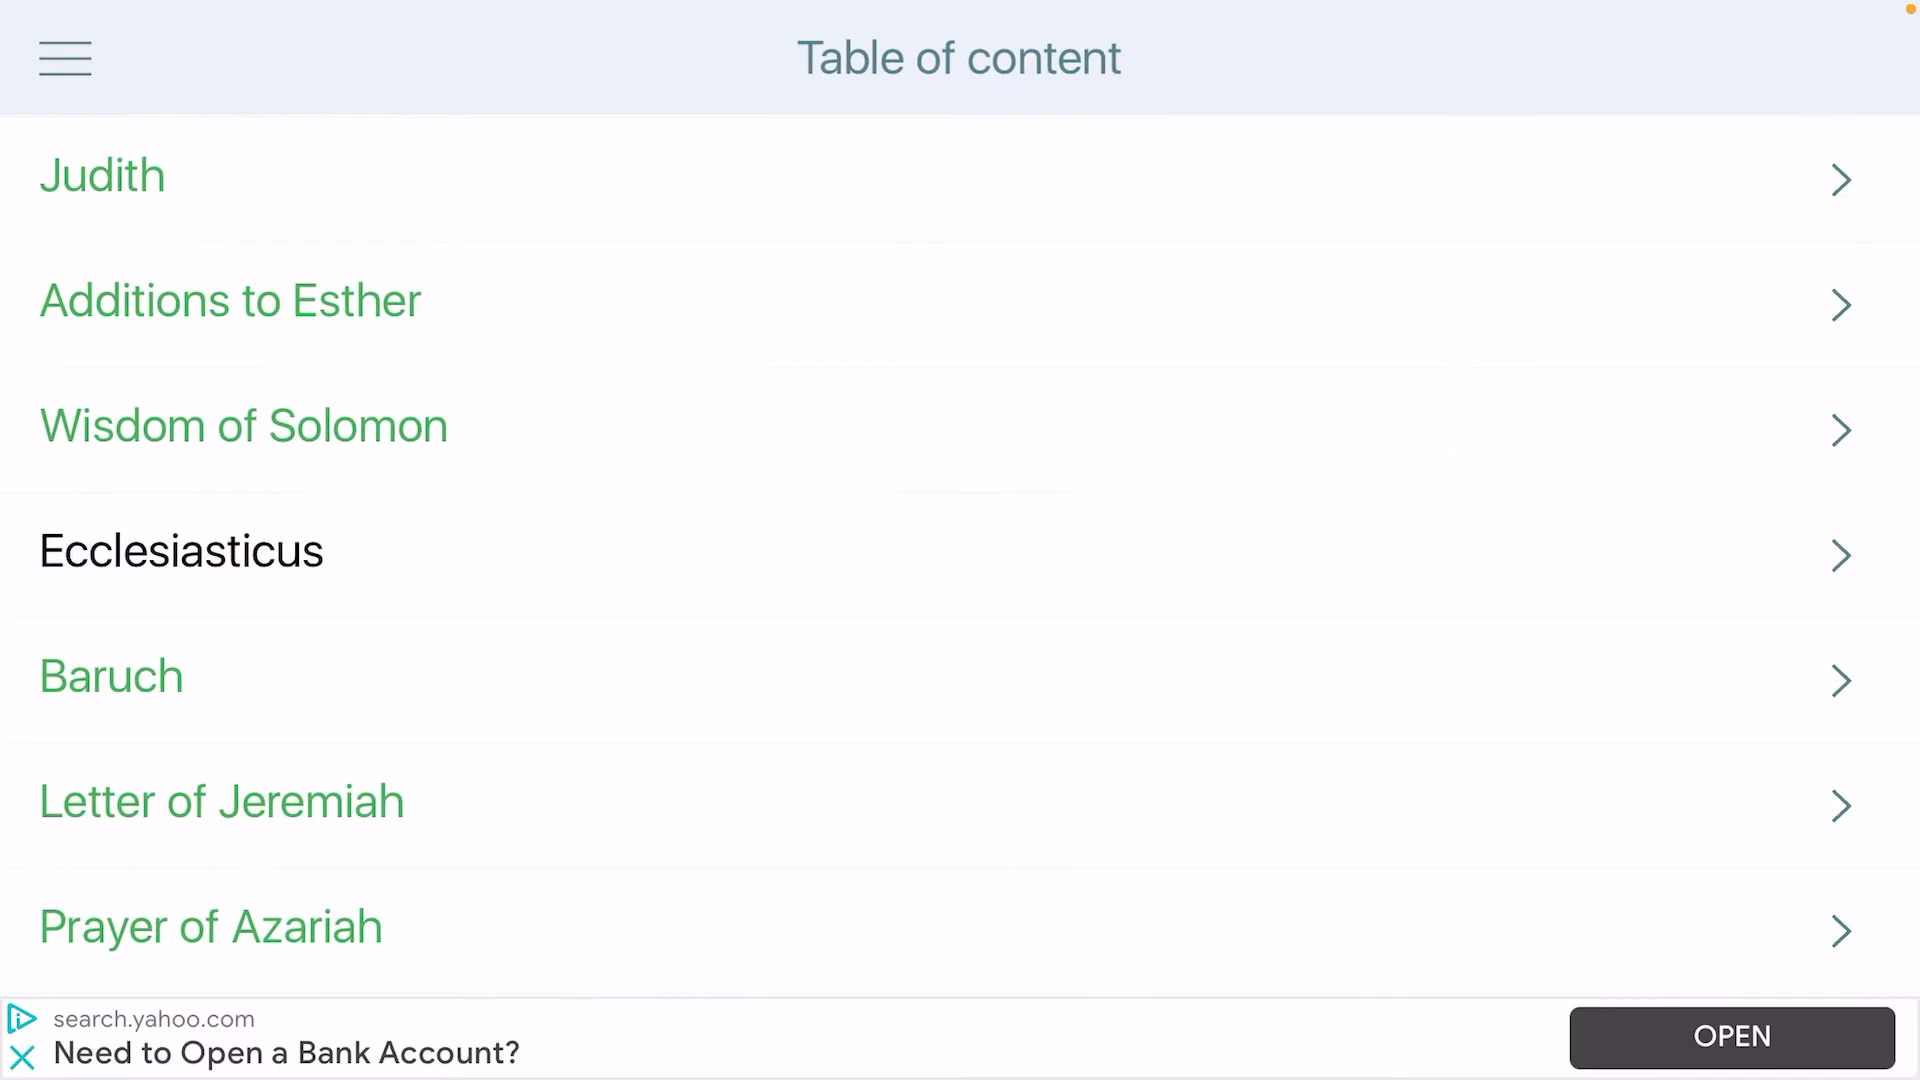 Table of content
Judith
Additions to Esther
Wisdom of Solomon
Ecclesiasticus
Baruch
Letter of Jeremiah
Prayer of Azariah
search.yahoo.com
Need to Open a Bank Account?
OPEN